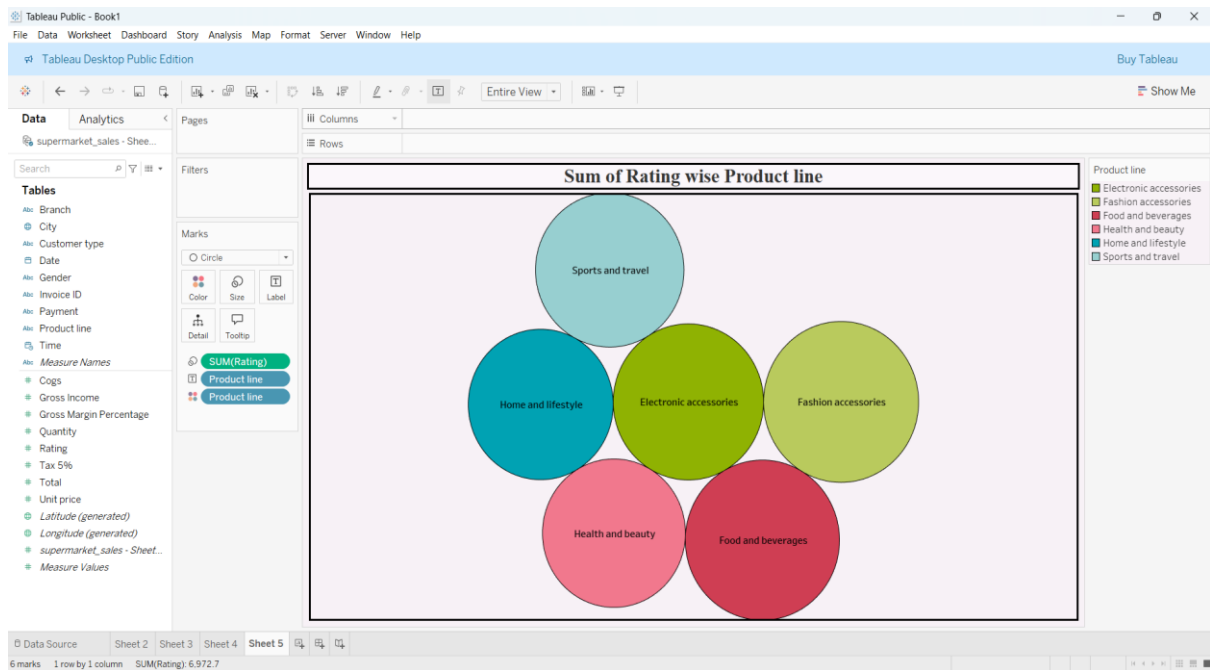 Tableau Public - Book1
File Data Worksheet Dashboard Story Analysis Map Format Server Window Help
Tableau Desktop Public Edition
Buy Tableau
Entire View
Show Me
Data Analytics
supermarket_sales - Shee...
Search
Tables
Abc Branch
City
Abc Customer type
Date
Abc Gender
Abc Invoice ID
Abc Payment
Abc Product line
Time
Abc Measure Names
# Cogs
# Gross Income
# Gross Margin Percentage
# Quantity
# Rating
# Tax 5%
# Total
# Unit price
Latitude (generated)
Longitude (generated)
# supermarket_sales - Sheet...
# Measure Values
Pages
Filters
Marks
Circle
Color Size Label
Detail Tooltip
SUM(Rating)
Product line
Product line
Columns
Rows
Sum of Rating wise Product line
Sports and travel
Home and lifestyle
Electronic accessories
Fashion accessories
Health and beauty
Food and beverages
Product line
Electronic accessories
Fashion accessories
Food and beverages
Health and beauty
Home and lifestyle
Sports and travel
Data Source Sheet 2 Sheet 3 Sheet 4 Sheet 5
6 marks 1 row by 1 column SUM(Rating): 6,972.7